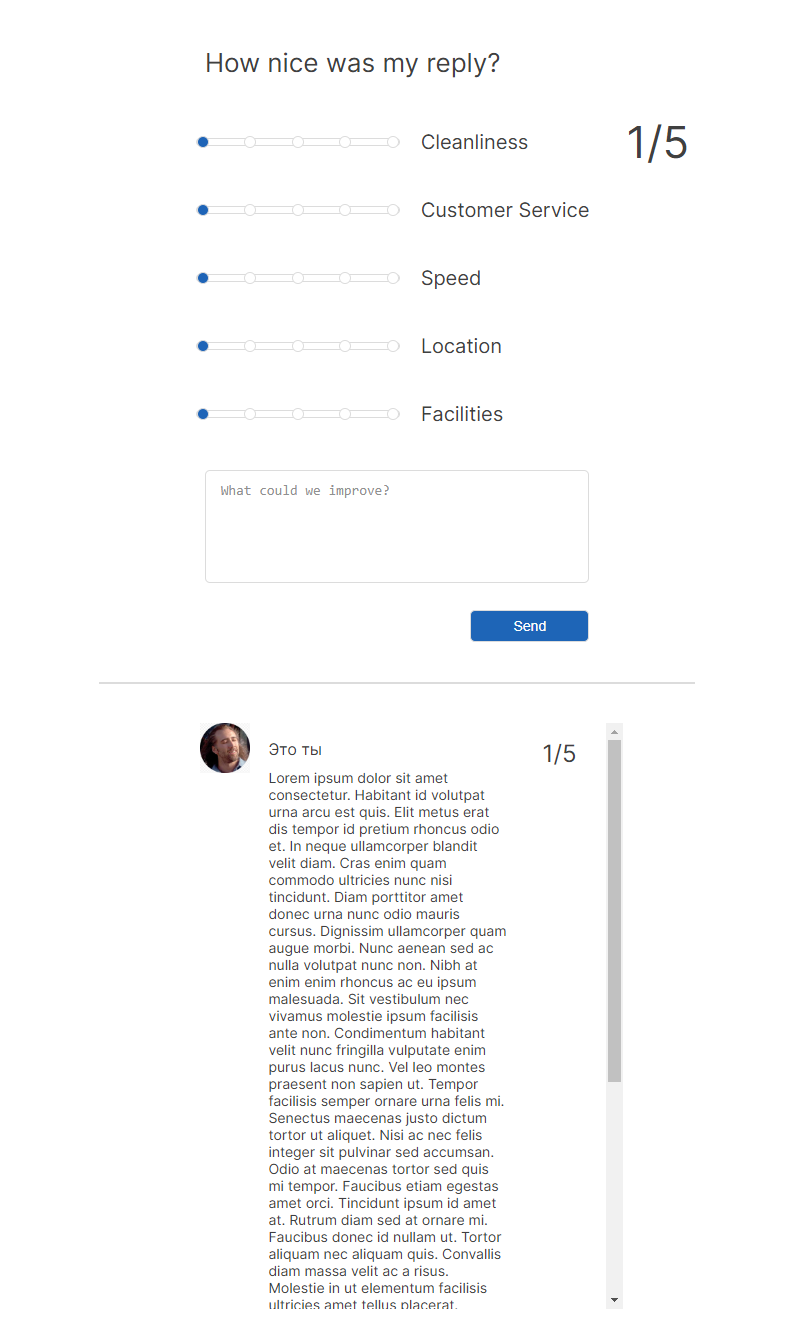 How nice was my reply?
Cleanliness 1/5
Customer Service
Speed
Location
Facilities
What could we improve?
Send
Это ты 1/5
Lorem ipsum dolor sit amet
consectetur. Habitant id volutpat
urna arcu est quis. Elit metus erat
dis tempor id pretium rhoncus odio
et. In neque ullamcorper blandit
velit diam. Cras enim quam
commodo ultricies nunc nisi
tincidunt. Diam porttitor amet
donec urna nunc odio mauris
cursus. Dignissim ullamcorper quam
augue morbi. Nunc aenean sed ac
nulla volutpat nunc non. Nibh at
enim enim rhoncus ac eu ipsum
malesuada. Sit vestibulum nec
vivamus molestie ipsum facilisis
ante non. Condimentum habitant
velit nunc fringilla vulputate enim
purus lacus nunc. Vel leo montes
praesent non sapien ut. Tempor
facilisis semper ornare urna felis mi.
Senectus maecenas justo dictum
tortor ut aliquet. Nisi ac nec felis
integer sit pulvinar sed accumsan.
Odio at maecenas tortor sed quis
mi tempor. Faucibus etiam egestas
amet orci. Tincidunt ipsum id amet
at. Rutrum diam sed at ornare mi.
Faucibus donec id nullam ut. Tortor
aliquam nec aliquam quis. Convallis
diam massa velit ac a risus.
Molestie in ut elementum facilisis
ultricies amet tellus placerat.